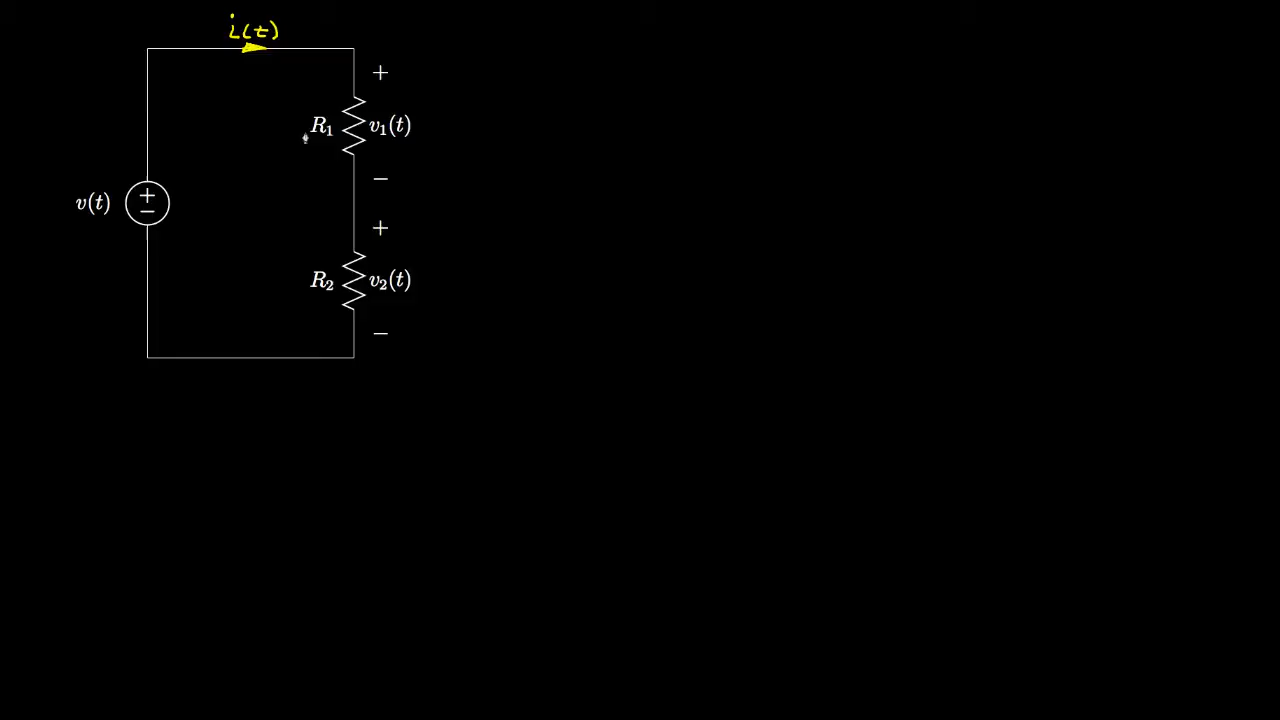 i(t)
+
R₁ v₁(t)
−
v(t) + −
+
R₂ v₂(t)
−